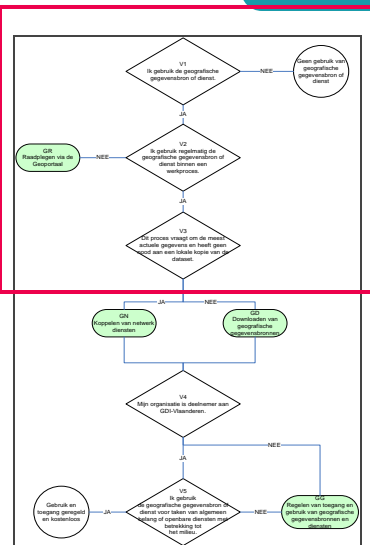 V1
Ik gebruik de geografische
gegevensbron of dienst.
NEE
Geen gebruik van
geografische
gegevensbron of
dienst
JA
V2
Ik gebruik regelmatig de
geografische gegevensbron of
dienst binnen een
werkproces.
NEE
GR
Raadplegen via de
Geoportaal
JA
V3
Dit proces vraagt om de meest
actuele gegevens en heeft geen
nood aan een lokale kopie van de
dataset.
JA
NEE
GN
Koppelen van netwerk
diensten
GD
Downloaden van
geografische
gegevensbronnen
V4
Mijn organisatie is deelnemer aan
GDI-Vlaanderen.
NEE
JA
V5
Ik gebruik
de geografische gegevensbron of
dienst voor taken van algemeen
belang of openbare diensten met
betrekking tot
het milieu.
JA
Gebruik en
toegang geregeld
en kostenloos
NEE
GG
Regelen van toegang en
gebruik van geografische
gegevensbronnen en
diensten